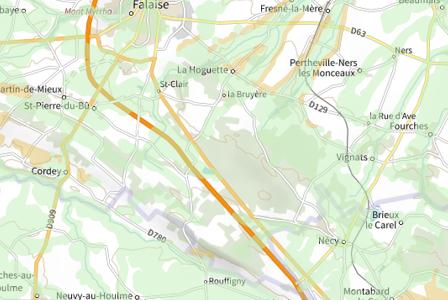 baye
Mont Myrrha
Falaise
Fresné-la-Mère
D63
Ners
La Hoguette
Pertheville-Ners
les Monceaux
artin-de-Mieux
St-Clair
la Bruyère
St-Pierre-du-Bû
D129
la Rue d'Ave
Fourches
Vignats
Cordey
D909
D780
Brieux
le Carel
Nécy
ches-au-
oulme
Rouffigny
Neuvy-au-Houlme
Montabard